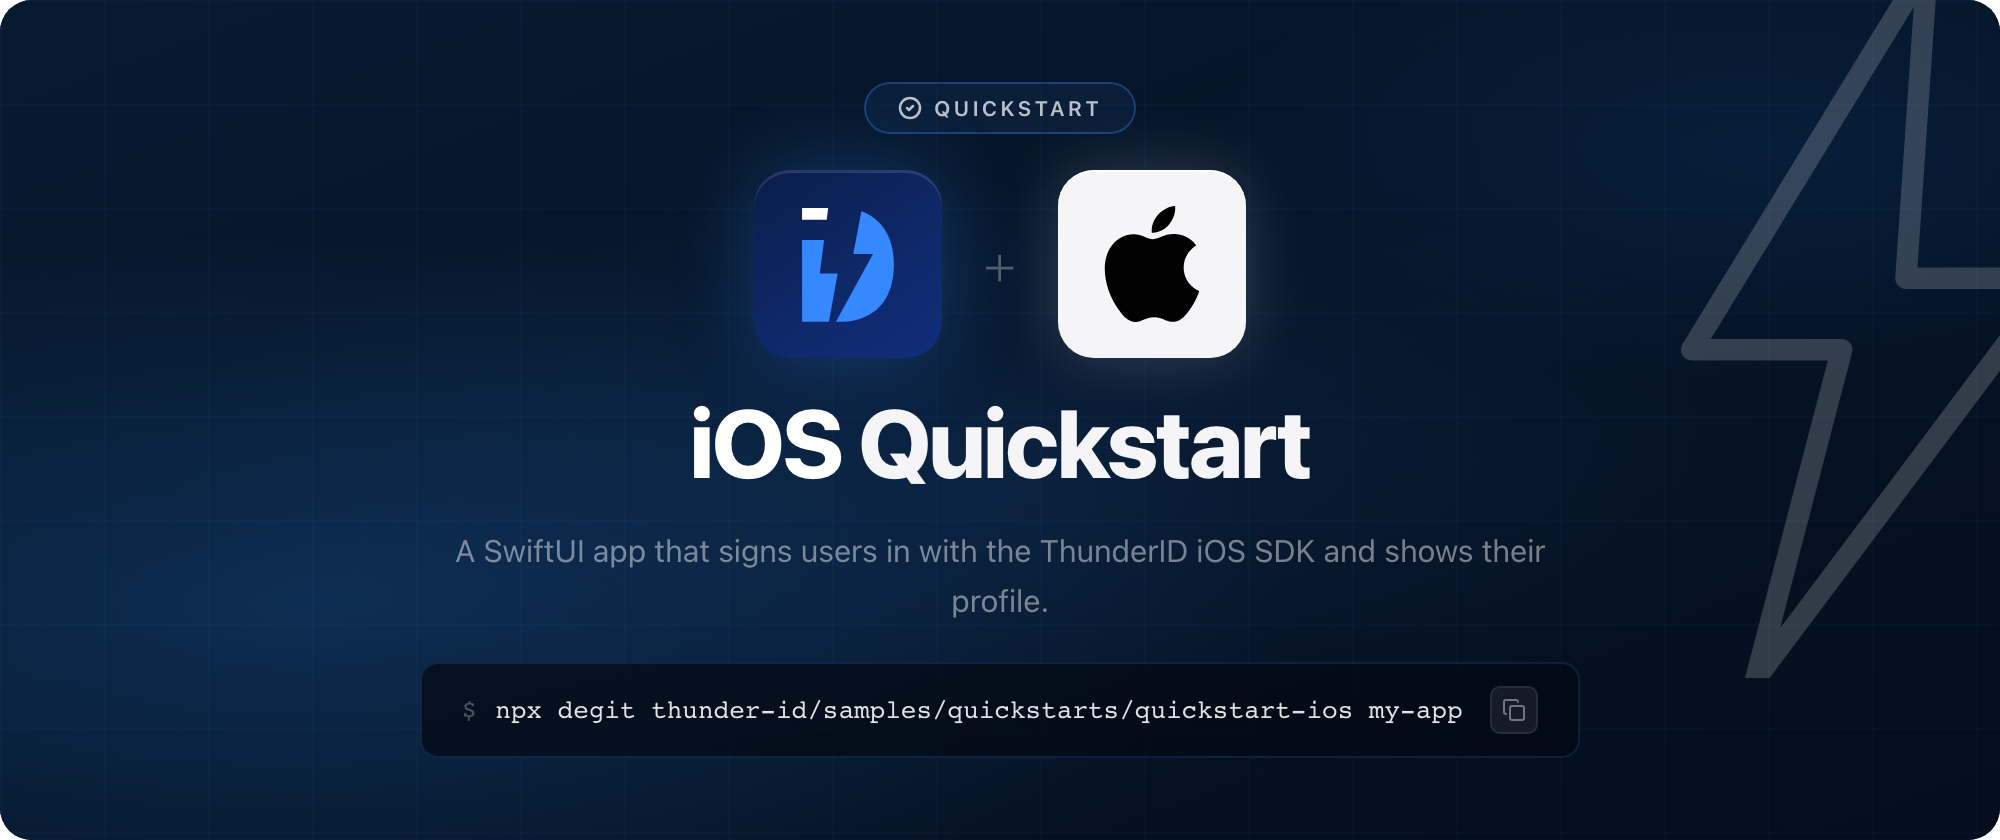 QUICKSTART
iD
+
iOS Quickstart
A SwiftUI app that signs users in with the ThunderID iOS SDK and shows their
profile.
$ npx degit thunder-id/samples/quickstarts/quickstart-ios my-app